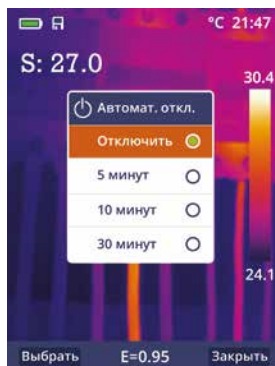 °C 21:47
S: 27.0
30.4
Автомат. откл.
Отключить
5 минут
10 минут
30 минут
24.1
Выбрать E=0.95 Закрыть